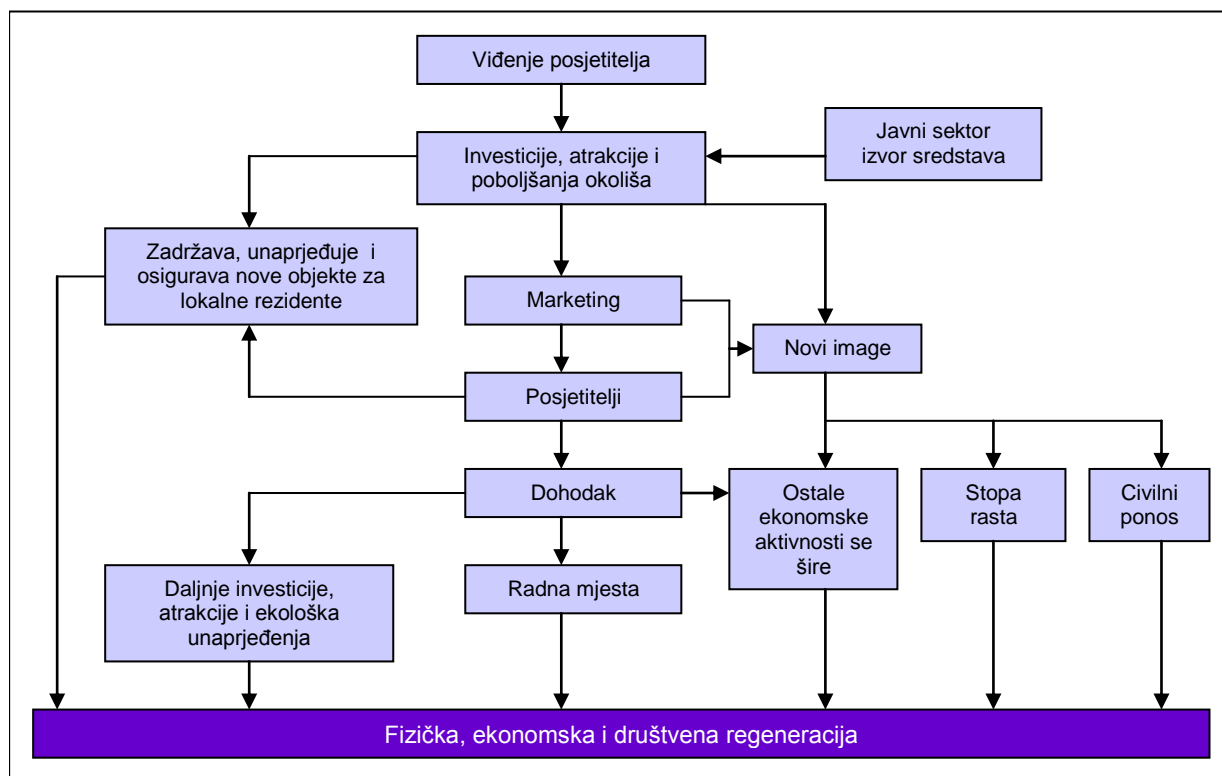 Viđenje posjetitelja
Javni sektor
izvor sredstava
Investicije, atrakcije i
poboljšanja okoliša
Zadržava, unaprjeđuje i
osigurava nove objekte za
lokalne rezidente
Marketing
Novi image
Posjetitelji
Dohodak
Ostale
ekonomske
aktivnosti se
šire
Stopa
rasta
Civilni
ponos
Daljnje investicije,
atrakcije i ekološka
unaprjeđenja
Radna mjesta
Fizička, ekonomska i društvena regeneracija